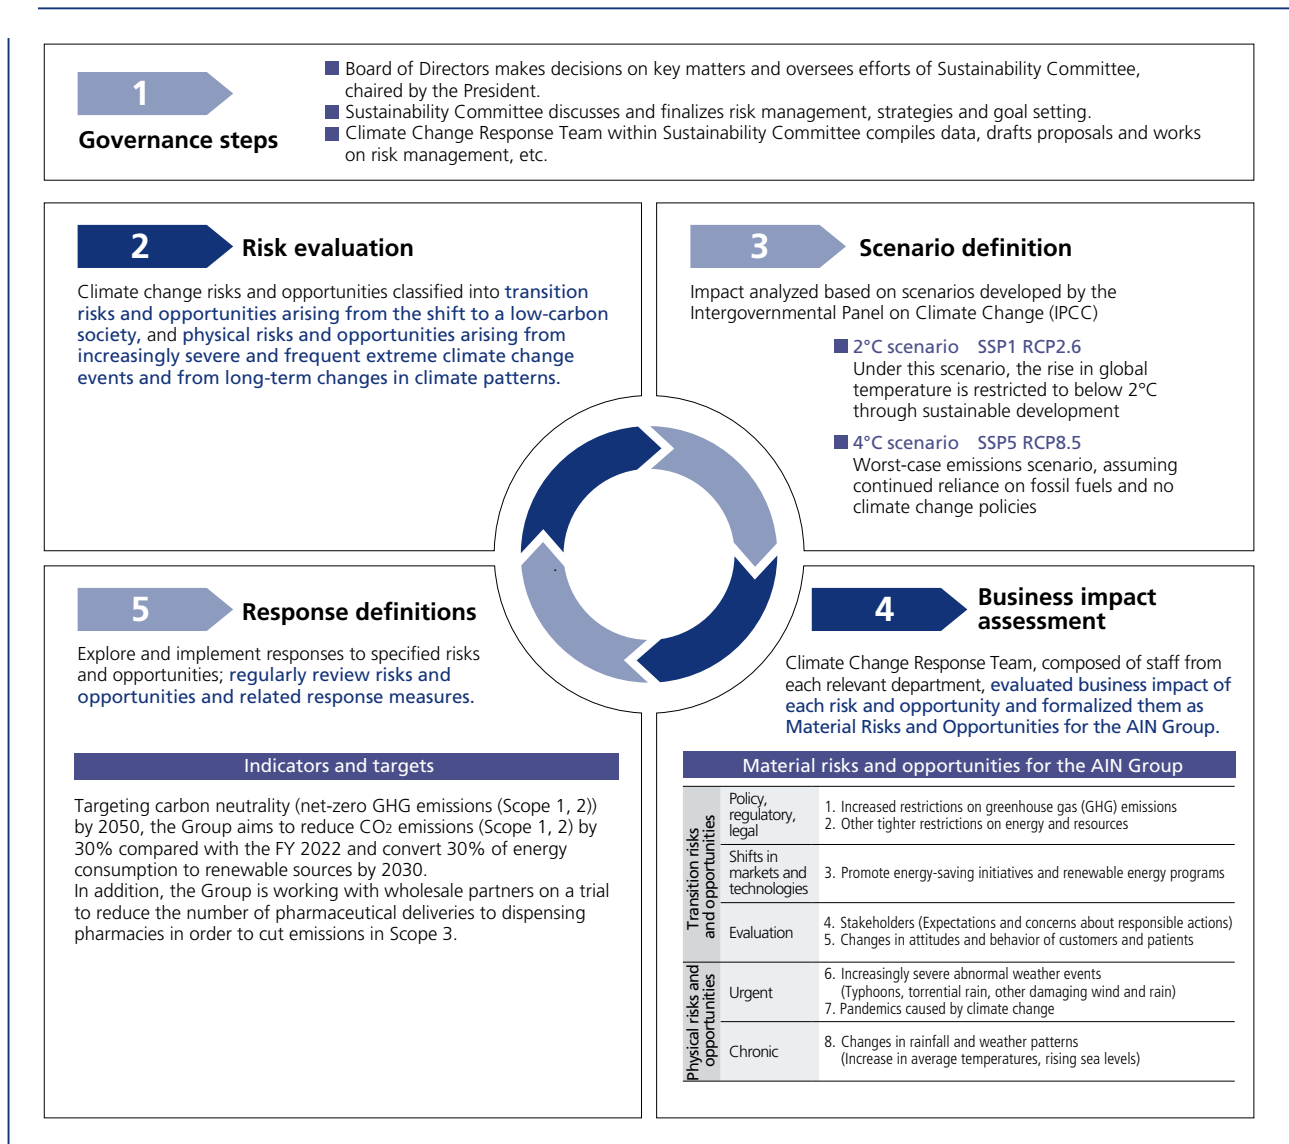 1
Governance steps
■ Board of Directors makes decisions on key matters and oversees efforts of Sustainability Committee,
chaired by the President.
■ Sustainability Committee discusses and finalizes risk management, strategies and goal setting.
■ Climate Change Response Team within Sustainability Committee compiles data, drafts proposals and works
on risk management, etc.
2
Risk evaluation
Climate change risks and opportunities classified into transition
risks and opportunities arising from the shift to a low-carbon
society, and physical risks and opportunities arising from
increasingly severe and frequent extreme climate change
events and from long-term changes in climate patterns.
3
Scenario definition
Impact analyzed based on scenarios developed by the
Intergovernmental Panel on Climate Change (IPCC)
■ 2°C scenario SSP1 RCP2.6
Under this scenario, the rise in global
temperature is restricted to below 2°C
through sustainable development
■ 4°C scenario SSP5 RCP8.5
Worst-case emissions scenario, assuming
continued reliance on fossil fuels and no
climate change policies
5
Response definitions
Explore and implement responses to specified risks
and opportunities; regularly review risks and
opportunities and related response measures.
Indicators and targets
Targeting carbon neutrality (net-zero GHG emissions (Scope 1, 2))
by 2050, the Group aims to reduce CO2 emissions (Scope 1, 2) by
30% compared with the FY 2022 and convert 30% of energy
consumption to renewable sources by 2030.
In addition, the Group is working with wholesale partners on a trial
to reduce the number of pharmaceutical deliveries to dispensing
pharmacies in order to cut emissions in Scope 3.
4
Business impact
assessment
Climate Change Response Team, composed of staff from
each relevant department, evaluated business impact of
each risk and opportunity and formalized them as
Material Risks and Opportunities for the AIN Group.
Material risks and opportunities for the AIN Group
Transition risks
and opportunities
Policy,
regulatory,
legal
1. Increased restrictions on greenhouse gas (GHG) emissions
2. Other tighter restrictions on energy and resources
Shifts in
markets and
technologies
3. Promote energy-saving initiatives and renewable energy programs
Evaluation
4. Stakeholders (Expectations and concerns about responsible actions)
5. Changes in attitudes and behavior of customers and patients
Physical risks and
opportunities
Urgent
6. Increasingly severe abnormal weather events
(Typhoons, torrential rain, other damaging wind and rain)
7. Pandemics caused by climate change
Chronic
8. Changes in rainfall and weather patterns
(Increase in average temperatures, rising sea levels)